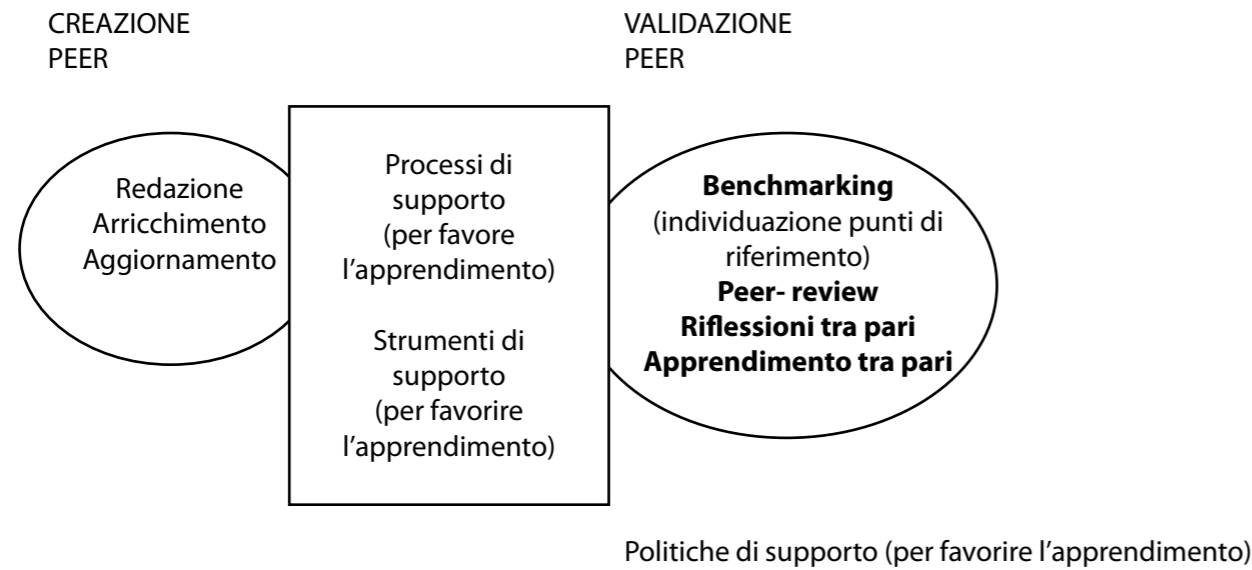 CREAZIONE
PEER
VALIDAZIONE
PEER
Redazione
Arricchimento
Aggiornamento
Processi di
supporto
(per favore
l'apprendimento)
Strumenti di
supporto
(per favorire
l'apprendimento)
Benchmarking
(individuazione punti di
riferimento)
Peer- review
Riflessioni tra pari
Apprendimento tra pari
Politiche di supporto (per favorire l'apprendimento)